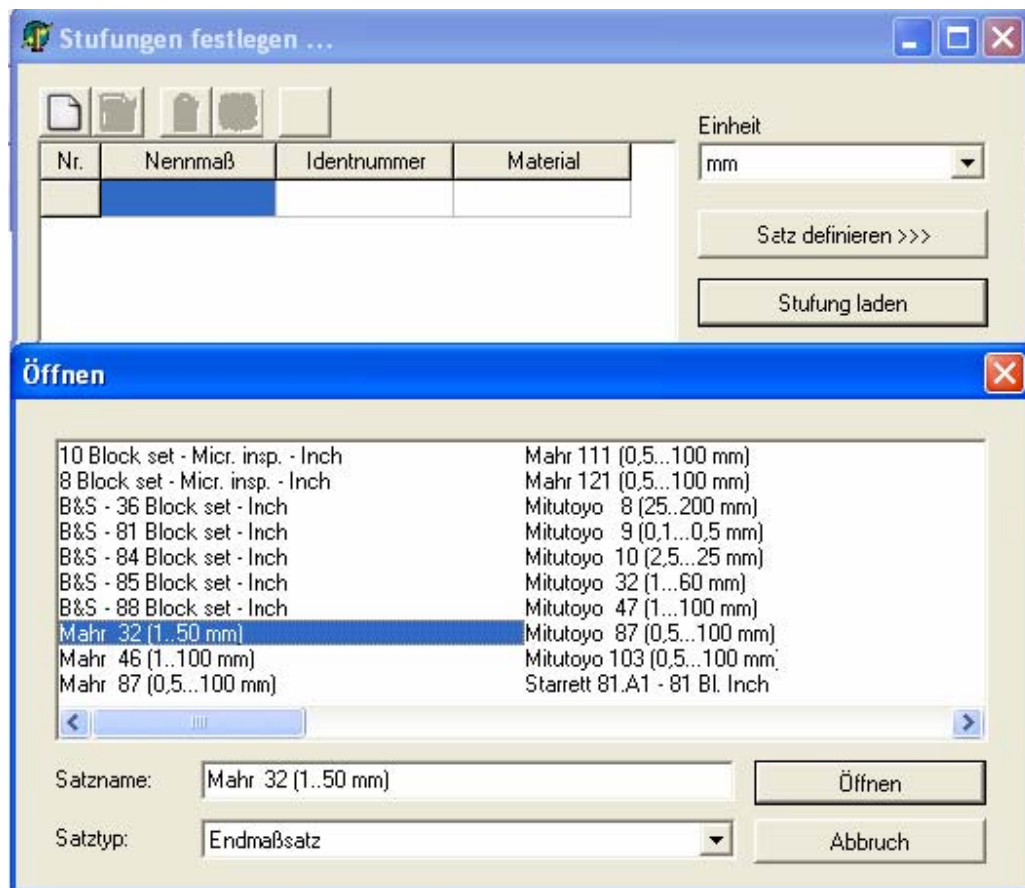 Stufungen festlegen ...
Einheit
Nr. Nennmaß Identnummer Material
mm
Satz definieren >>>
Stufung laden
Öffnen
10 Block set - Micr. insp. - Inch
8 Block set - Micr. insp. - Inch
B&S - 36 Block set - Inch
B&S - 81 Block set - Inch
B&S - 84 Block set - Inch
B&S - 85 Block set - Inch
B&S - 88 Block set - Inch
Mahr 32 (1..50 mm)
Mahr 46 (1..100 mm)
Mahr 87 (0,5...100 mm)
Mahr 111 (0,5...100 mm)
Mahr 121 (0,5...100 mm)
Mitutoyo 8 (25..200 mm)
Mitutoyo 9 (0,1...0,5 mm)
Mitutoyo 10 (2,5...25 mm)
Mitutoyo 32 (1...60 mm)
Mitutoyo 47 (1...100 mm)
Mitutoyo 87 (0,5...100 mm)
Mitutoyo 103 (0,5...100 mm)
Starrett 81.A1 - 81 Bl. Inch
Satzname: Mahr 32 (1..50 mm) Öffnen
Satztyp: Endmaßsatz Abbruch